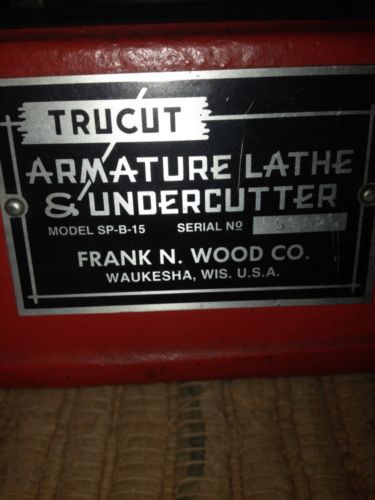 TRUCUT
ARMATURE LATHE
& UNDERCUTTER
MODEL SP-B-15 SERIAL Nº
FRANK N. WOOD CO.
WAUKESHA, WIS. U.S.A.